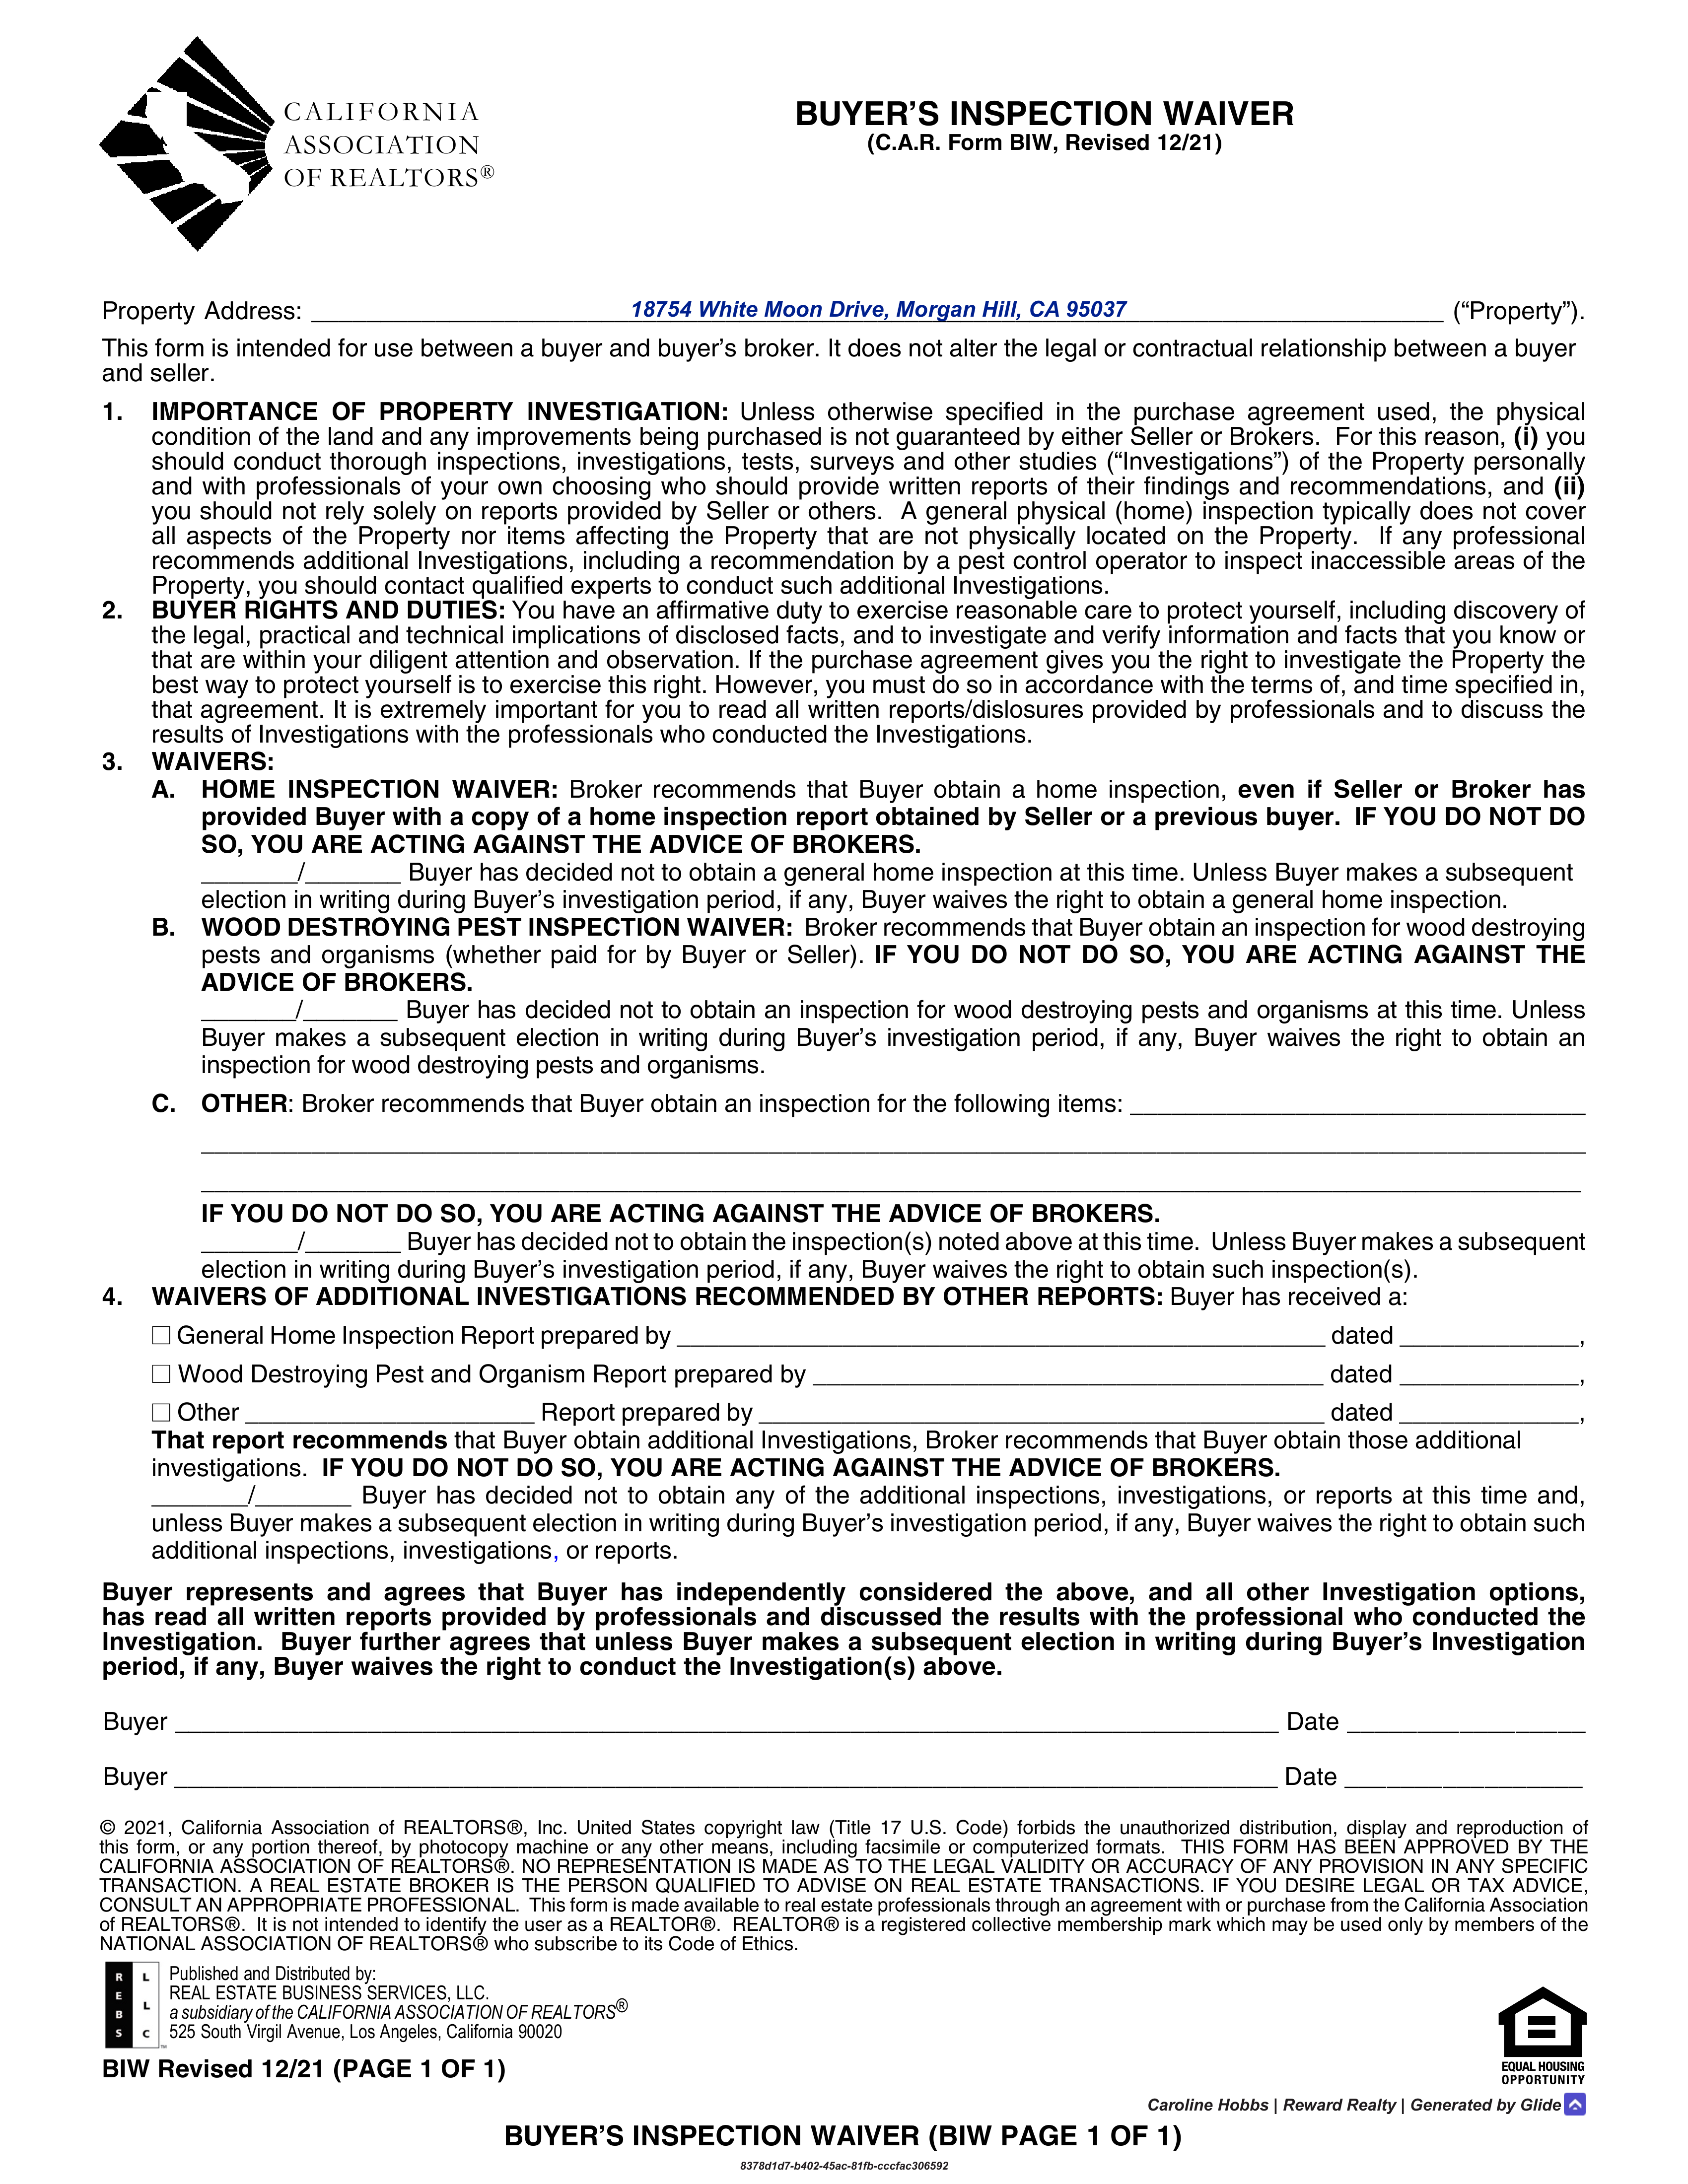 CALIFORNIA
ASSOCIATION
OF REALTORS®
BUYER'S INSPECTION WAIVER
(C.A.R. Form BIW, Revised 12/21)
Property Address: 18754 White Moon Drive, Morgan Hill, CA 95037 ("Property").
This form is intended for use between a buyer and buyer's broker. It does not alter the legal or contractual relationship between a buyer
and seller.
1. IMPORTANCE OF PROPERTY INVESTIGATION: Unless otherwise specified in the purchase agreement used, the physical
condition of the land and any improvements being purchased is not guaranteed by either Seller or Brokers. For this reason, (i) you
should conduct thorough inspections, investigations, tests, surveys and other studies ("Investigations") of the Property personally
and with professionals of your own choosing who should provide written reports of their findings and recommendations, and (ii)
you should not rely solely on reports provided by Seller or others. A general physical (home) inspection typically does not cover
all aspects of the Property nor items affecting the Property that are not physically located on the Property. If any professional
recommends additional Investigations, including a recommendation by a pest control operator to inspect inaccessible areas of the
Property, you should contact qualified experts to conduct such additional Investigations.
2. BUYER RIGHTS AND DUTIES: You have an affirmative duty to exercise reasonable care to protect yourself, including discovery of
the legal, practical and technical implications of disclosed facts, and to investigate and verify information and facts that you know or
that are within your diligent attention and observation. If the purchase agreement gives you the right to investigate the Property the
best way to protect yourself is to exercise this right. However, you must do so in accordance with the terms of, and time specified in,
that agreement. It is extremely important for you to read all written reports/dislosures provided by professionals and to discuss the
results of Investigations with the professionals who conducted the Investigations.
3. WAIVERS:
A. HOME INSPECTION WAIVER: Broker recommends that Buyer obtain a home inspection, even if Seller or Broker has
provided Buyer with a copy of a home inspection report obtained by Seller or a previous buyer. IF YOU DO NOT DO
SO, YOU ARE ACTING AGAINST THE ADVICE OF BROKERS.
_______/_______ Buyer has decided not to obtain a general home inspection at this time. Unless Buyer makes a subsequent
election in writing during Buyer's investigation period, if any, Buyer waives the right to obtain a general home inspection.
B. WOOD DESTROYING PEST INSPECTION WAIVER: Broker recommends that Buyer obtain an inspection for wood destroying
pests and organisms (whether paid for by Buyer or Seller). IF YOU DO NOT DO SO, YOU ARE ACTING AGAINST THE
ADVICE OF BROKERS.
_______/_______ Buyer has decided not to obtain an inspection for wood destroying pests and organisms at this time. Unless
Buyer makes a subsequent election in writing during Buyer's investigation period, if any, Buyer waives the right to obtain an
inspection for wood destroying pests and organisms.
C. OTHER: Broker recommends that Buyer obtain an inspection for the following items: ____________________
IF YOU DO NOT DO SO, YOU ARE ACTING AGAINST THE ADVICE OF BROKERS.
_______/_______ Buyer has decided not to obtain the inspection(s) noted above at this time. Unless Buyer makes a subsequent
election in writing during Buyer's investigation period, if any, Buyer waives the right to obtain such inspection(s).
4. WAIVERS OF ADDITIONAL INVESTIGATIONS RECOMMENDED BY OTHER REPORTS: Buyer has received a:
☐ General Home Inspection Report prepared by ____________________ dated _____________,
☐ Wood Destroying Pest and Organism Report prepared by ____________________ dated _____________,
☐ Other ____________________ Report prepared by ____________________ dated _____________,
That report recommends that Buyer obtain additional Investigations, Broker recommends that Buyer obtain those additional
investigations. IF YOU DO NOT DO SO, YOU ARE ACTING AGAINST THE ADVICE OF BROKERS.
_______/_______ Buyer has decided not to obtain any of the additional inspections, investigations, or reports at this time and,
unless Buyer makes a subsequent election in writing during Buyer's investigation period, if any, Buyer waives the right to obtain such
additional inspections, investigations, or reports.
Buyer represents and agrees that Buyer has independently considered the above, and all other Investigation options,
has read all written reports provided by professionals and discussed the results with the professional who conducted the
Investigation. Buyer further agrees that unless Buyer makes a subsequent election in writing during Buyer's Investigation
period, if any, Buyer waives the right to conduct the Investigation(s) above.
Buyer ____________________ Date _________________
Buyer ____________________ Date _________________
© 2021, California Association of REALTORS®, Inc. United States copyright law (Title 17 U.S. Code) forbids the unauthorized distribution, display and reproduction of
this form, or any portion thereof, by photocopy machine or any other means, including facsimile or computerized formats. THIS FORM HAS BEEN APPROVED BY THE
CALIFORNIA ASSOCIATION OF REALTORS®. NO REPRESENTATION IS MADE AS TO THE LEGAL VALIDITY OR ACCURACY OF ANY PROVISION IN ANY SPECIFIC
TRANSACTION. A REAL ESTATE BROKER IS THE PERSON QUALIFIED TO ADVISE ON REAL ESTATE TRANSACTIONS. IF YOU DESIRE LEGAL OR TAX ADVICE,
CONSULT AN APPROPRIATE PROFESSIONAL. This form is made available to real estate professionals through an agreement with or purchase from the California Association
of REALTORS®. It is not intended to identify the user as a REALTOR®. REALTOR® is a registered collective membership mark which may be used only by members of the
NATIONAL ASSOCIATION OF REALTORS® who subscribe to its Code of Ethics.
REBS LLC ™
Published and Distributed by:
REAL ESTATE BUSINESS SERVICES, LLC.
a subsidiary of the CALIFORNIA ASSOCIATION OF REALTORS®
525 South Virgil Avenue, Los Angeles, California 90020
EQUAL HOUSING
OPPORTUNITY
BIW Revised 12/21 (PAGE 1 OF 1)
Caroline Hobbs | Reward Realty | Generated by Glide
BUYER'S INSPECTION WAIVER (BIW PAGE 1 OF 1)
8378d1d7-b402-45ac-81fb-cccfac306592